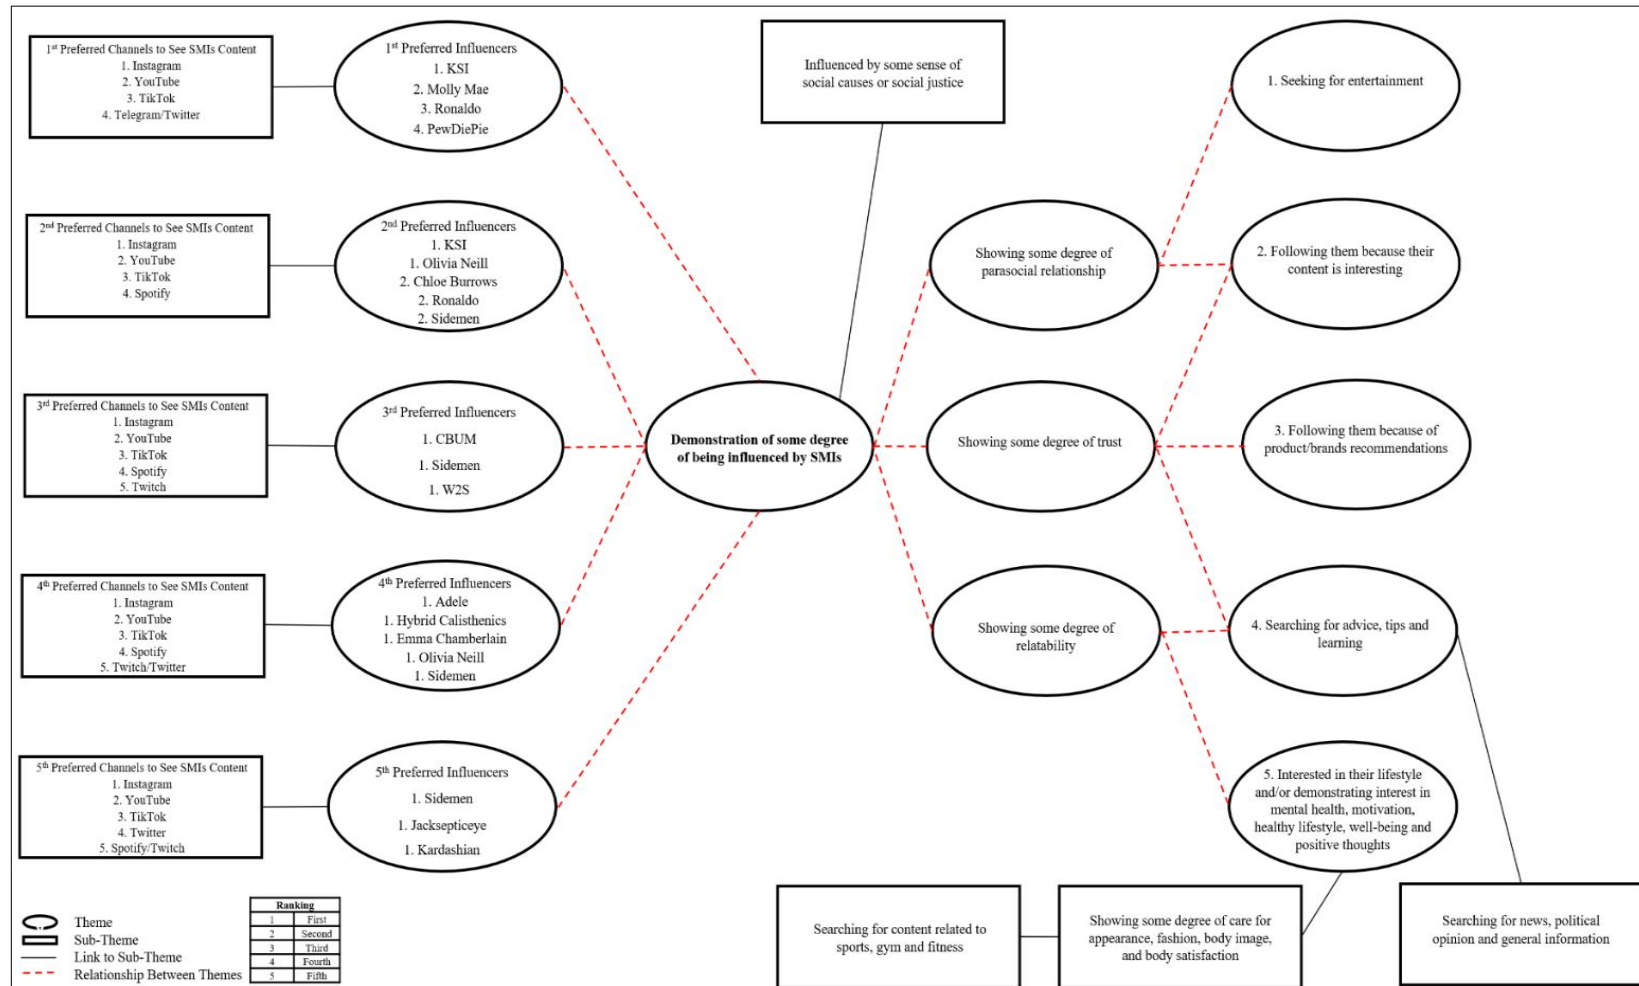 1st Preferred Channels to See SMIs Content
1. Instagram
2. YouTube
3. TikTok
4. Telegram/Twitter
1st Preferred Influencers
1. KSI
2. Molly Mae
3. Ronaldo
4. PewDiePie
Influenced by some sense of
social causes or social justice
1. Seeking for entertainment
2nd Preferred Channels to See SMIs Content
1. Instagram
2. YouTube
3. TikTok
4. Spotify
2nd Preferred Influencers
1. KSI
1. Olivia Neill
2. Chloe Burrows
2. Ronaldo
2. Sidemen
Showing some degree of
parasocial relationship
2. Following them because their
content is interesting
3rd Preferred Channels to See SMIs Content
1. Instagram
2. YouTube
3. TikTok
4. Spotify
5. Twitch
3rd Preferred Influencers
1. CBUM
1. Sidemen
1. W2S
Demonstration of some degree
of being influenced by SMIs
Showing some degree of trust
3. Following them because of
product/brands recommendations
4th Preferred Channels to See SMIs Content
1. Instagram
2. YouTube
3. TikTok
4. Spotify
5. Twitch/Twitter
4th Preferred Influencers
1. Adele
1. Hybrid Calisthenics
1. Emma Chamberlain
1. Olivia Neill
1. Sidemen
Showing some degree of
relatability
4. Searching for advice, tips and
learning
5th Preferred Channels to See SMIs Content
1. Instagram
2. YouTube
3. TikTok
4. Twitter
5. Spotify/Twitch
5th Preferred Influencers
1. Sidemen
1. Jacksepticeye
1. Kardashian
5. Interested in their lifestyle
and/or demonstrating interest in
mental health, motivation,
healthy lifestyle, well-being and
positive thoughts
Searching for content related to
sports, gym and fitness
Showing some degree of care for
appearance, fashion, body image,
and body satisfaction
Searching for news, political
opinion and general information
Theme
Sub-Theme
Link to Sub-Theme
Relationship Between Themes
Ranking
1 First
2 Second
3 Third
4 Fourth
5 Fifth